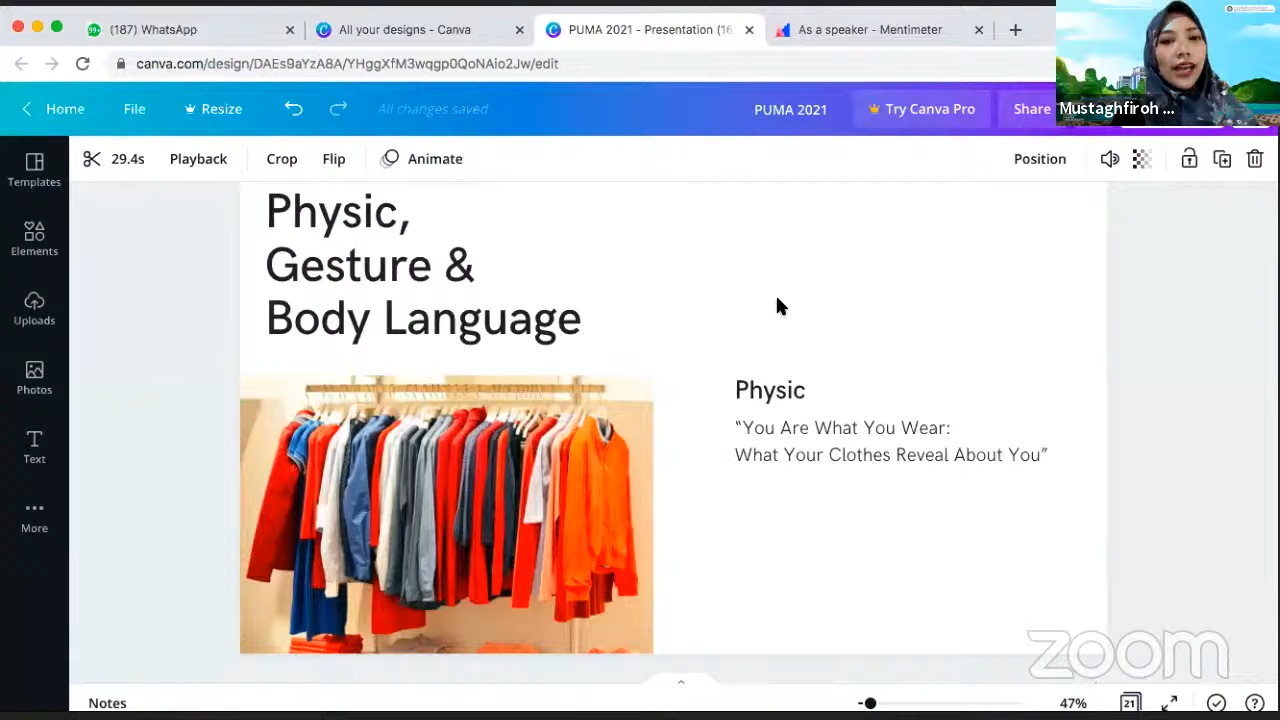 (187) WhatsApp
All your designs - Canva
PUMA 2021 - Presentation (16
As a speaker - Mentimeter
canva.com/design/DAEs9aYzA8A/YHggXfM3wqgp0QoNAio2Jw/edit
Mustaghfiroh ...
Home
File
Resize
All changes saved
PUMA 2021
Try Canva Pro
Share
29.4s
Playback
Crop
Flip
Animate
Position
Templates
Elements
Uploads
Photos
Text
More
Physic,
Gesture &
Body Language
Physic
“You Are What You Wear:
What Your Clothes Reveal About You”
zoom
Notes
47%
21